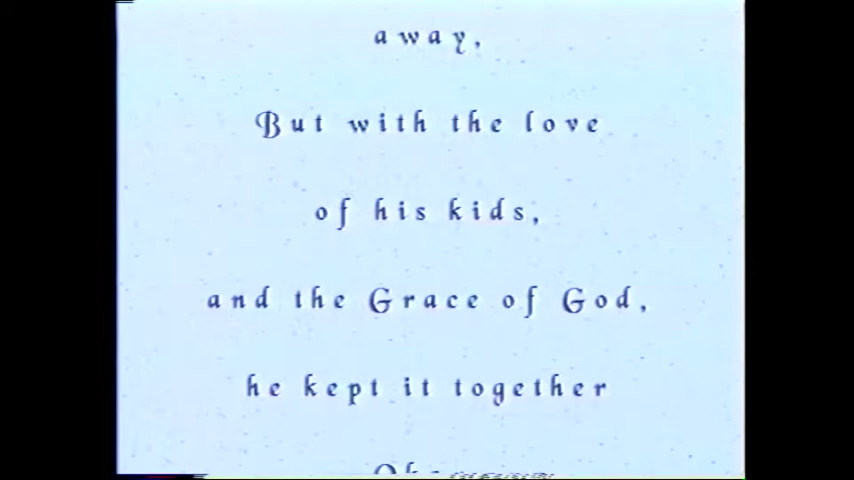 away,
But with the love
of his kids,
and the Grace of God,
he kept it together